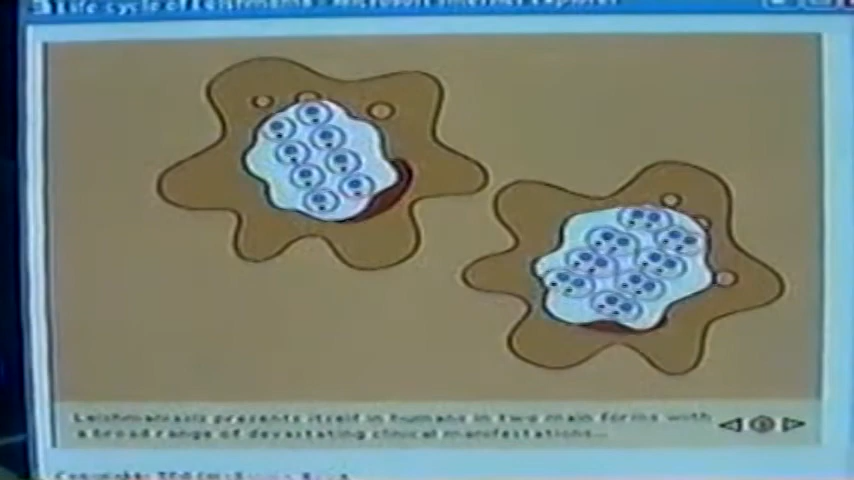 Life cycle of Leishmania - Microsoft Internet Explorer
Leishmaniasis presents itself in humans in two main forms with
a broad range of devastating clinical manifestations...
Copyright: